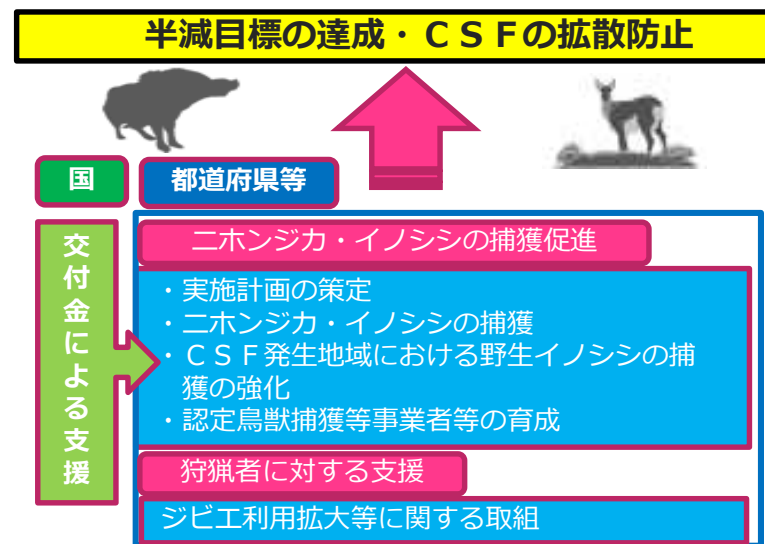 半減目標の達成・ＣＳＦの拡散防止
国
都道府県等
交付金による支援
ニホンジカ・イノシシの捕獲促進
・実施計画の策定
・ニホンジカ・イノシシの捕獲
・ＣＳＦ発生地域における野生イノシシの捕
獲の強化
・認定鳥獣捕獲等事業者等の育成
狩猟者に対する支援
ジビエ利用拡大等に関する取組